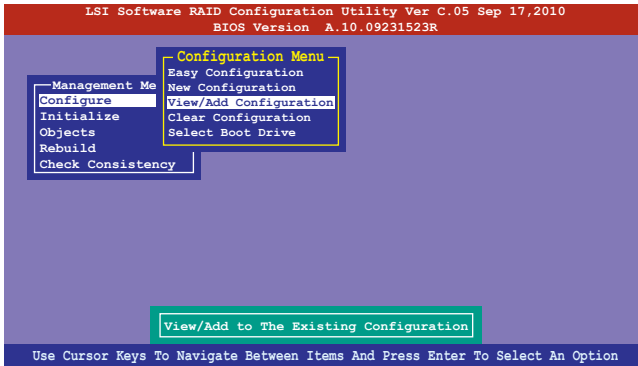 LSI Software RAID Configuration Utility Ver C.05 Sep 17,2010
BIOS Version A.10.09231523R
Configuration Menu
Easy Configuration
New Configuration
View/Add Configuration
Clear Configuration
Select Boot Drive
Management Me
Configure
Initialize
Objects
Rebuild
Check Consistency
View/Add to The Existing Configuration
Use Cursor Keys To Navigate Between Items And Press Enter To Select An Option